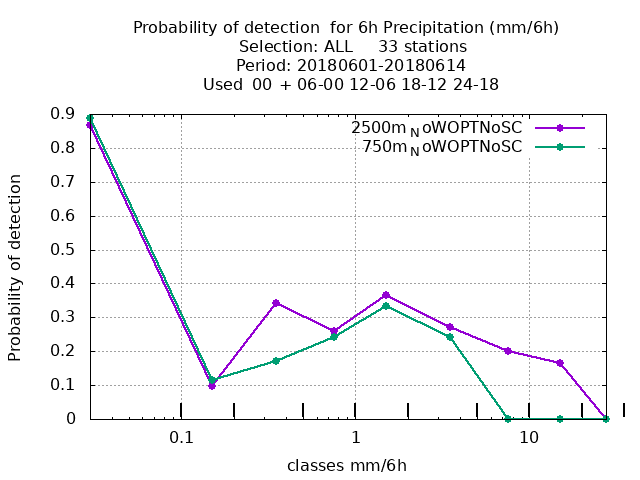 Probability of detection  for 6h Precipitation (mm/6h)
Selection: ALL     33 stations
Period: 20180601-20180614
Used  00  + 06-00 12-06 18-12 24-18
2500m_NoWOPTNoSC
750m_NoWOPTNoSC
Probability of detection
0.9
0.8
0.7
0.6
0.5
0.4
0.3
0.2
0.1
0
0.1 1 10
classes mm/6h